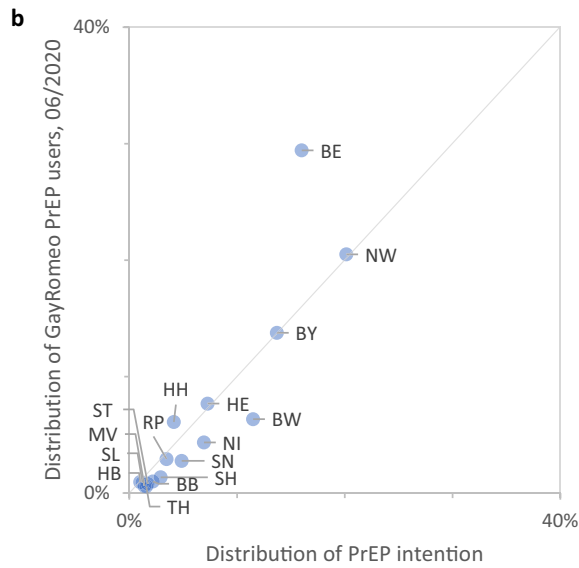 b
40%
Distribution of GayRomeo PrEP users, 06/2020
BE
NW
BY
HH
HE
ST
RP
BW
MV
NI
SL
SN
HB
SH
BB
0%
TH
0%
40%
Distribution of PrEP intention